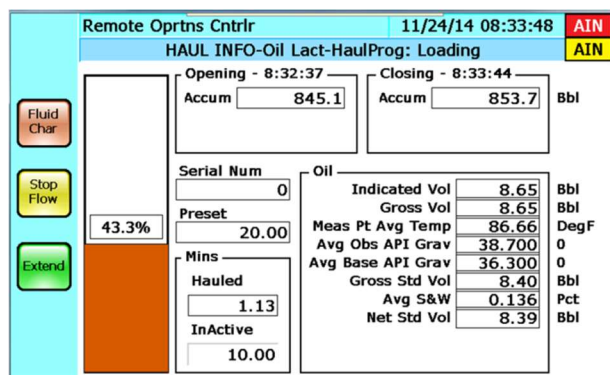 Remote Oprtns Cntrlr 11/24/14 08:33:48 AIN
HAUL INFO-Oil Lact-HaulProg: Loading AIN
Opening - 8:32:37
Accum 845.1
Closing - 8:33:44
Accum 853.7 Bbl
Fluid
Char
Stop
Flow
Extend
43.3%
Serial Num
0
Preset
20.00
Mins
Hauled
1.13
InActive
10.00
Oil
Indicated Vol 8.65 Bbl
Gross Vol 8.65 Bbl
Meas Pt Avg Temp 86.66 DegF
Avg Obs API Grav 38.700 0
Avg Base API Grav 36.300 0
Gross Std Vol 8.40 Bbl
Avg S&W 0.136 Pct
Net Std Vol 8.39 Bbl